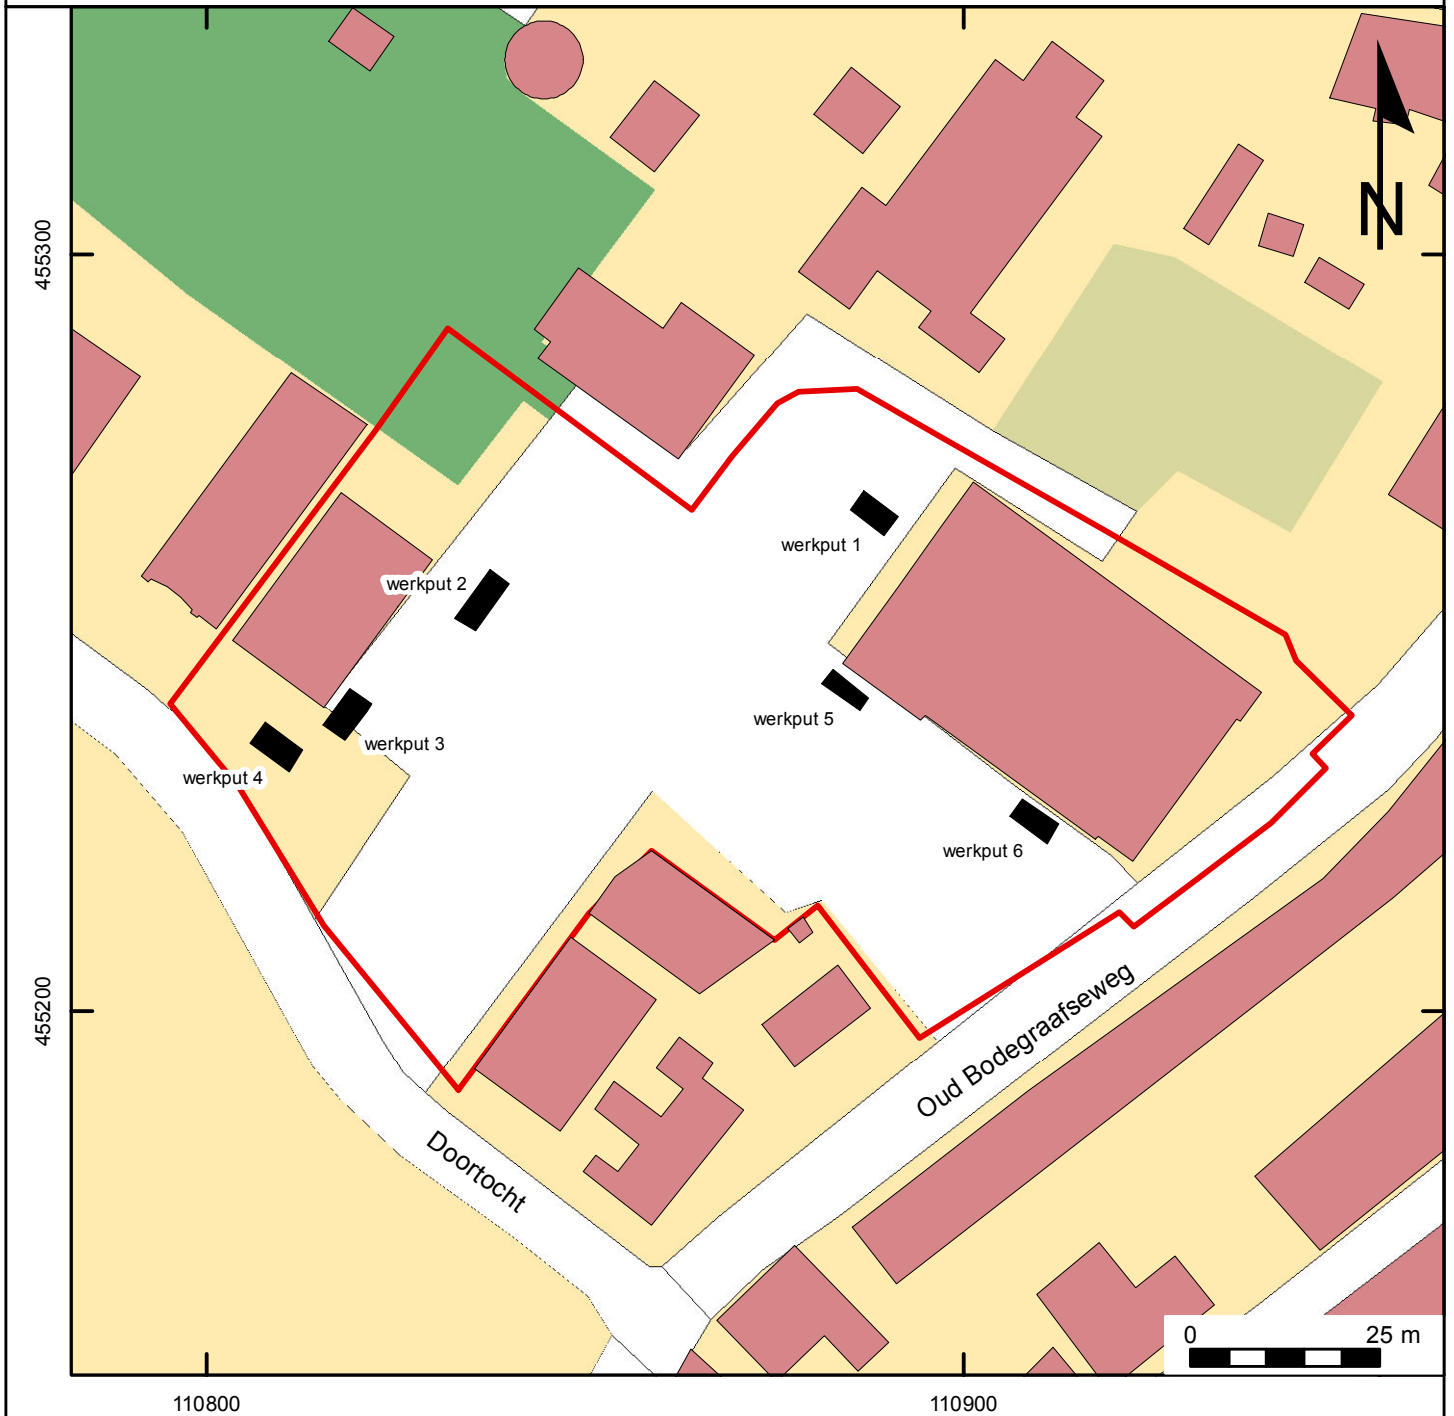 N
455300
werkput 1
werkput 2
werkput 5
werkput 3
werkput 4
werkput 6
455200
Oud Bodegraafseweg
Doortocht
0 25 m
110800 110900